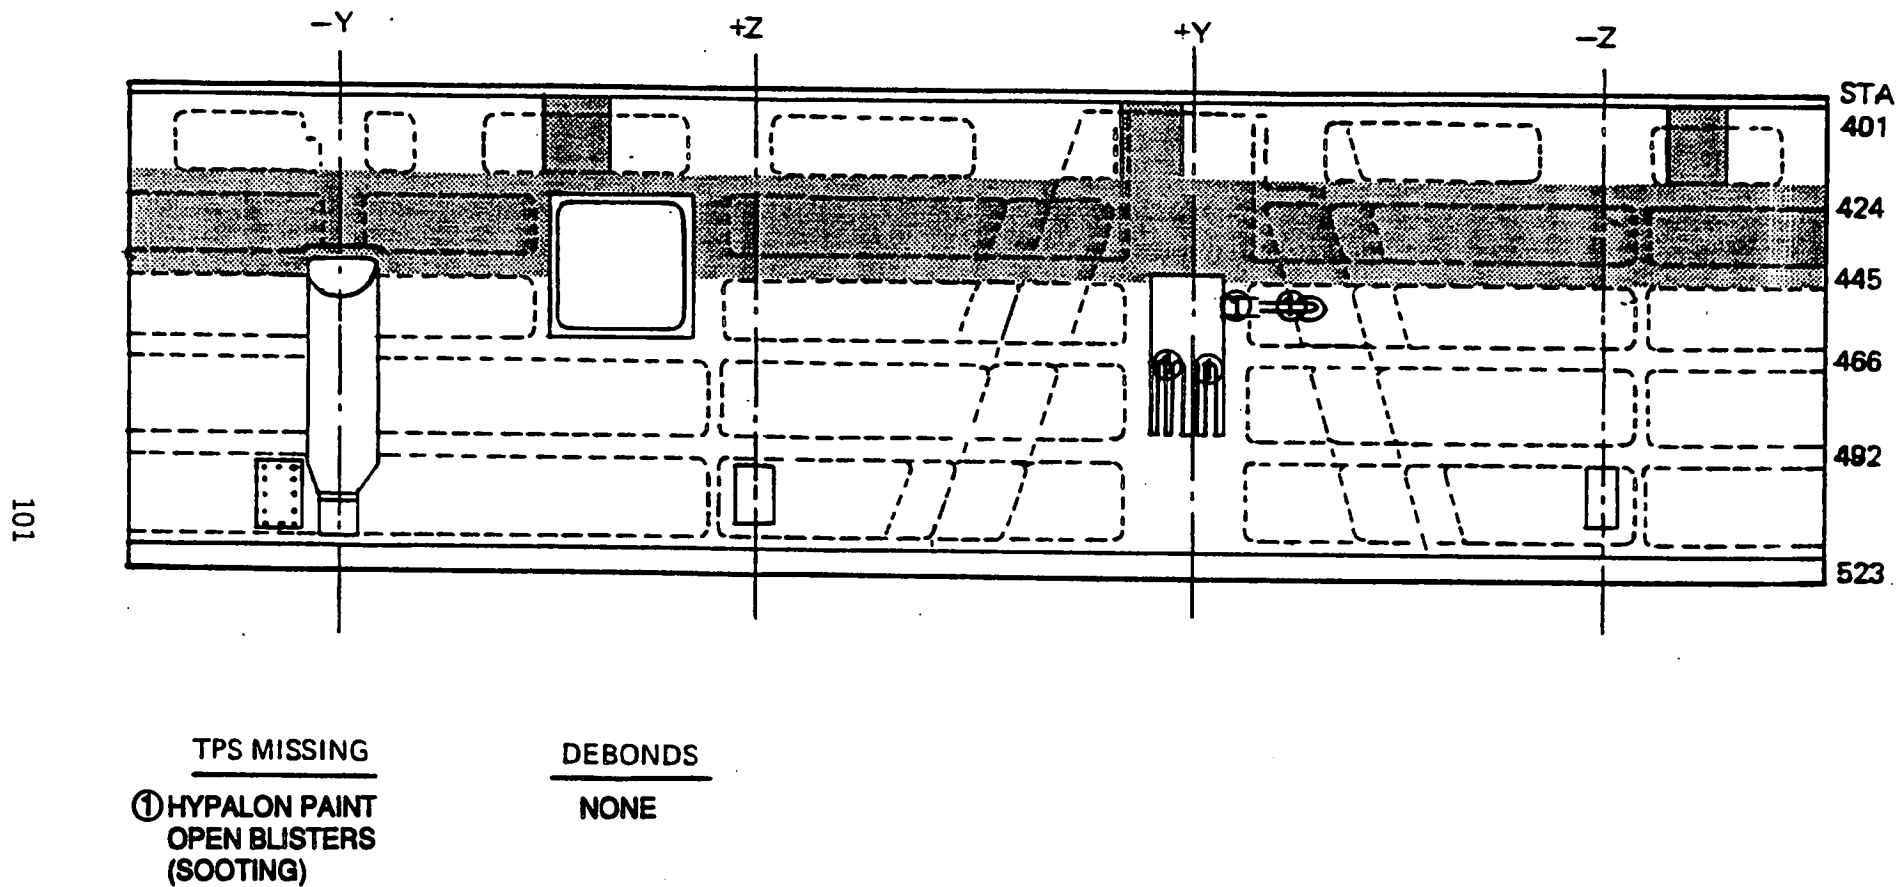 -Y
+Z
+Y
-Z
STA
401
424
445
466
492
523
101
TPS MISSING
DEBONDS
① HYPALON PAINT
OPEN BLISTERS
(SOOTING)
NONE